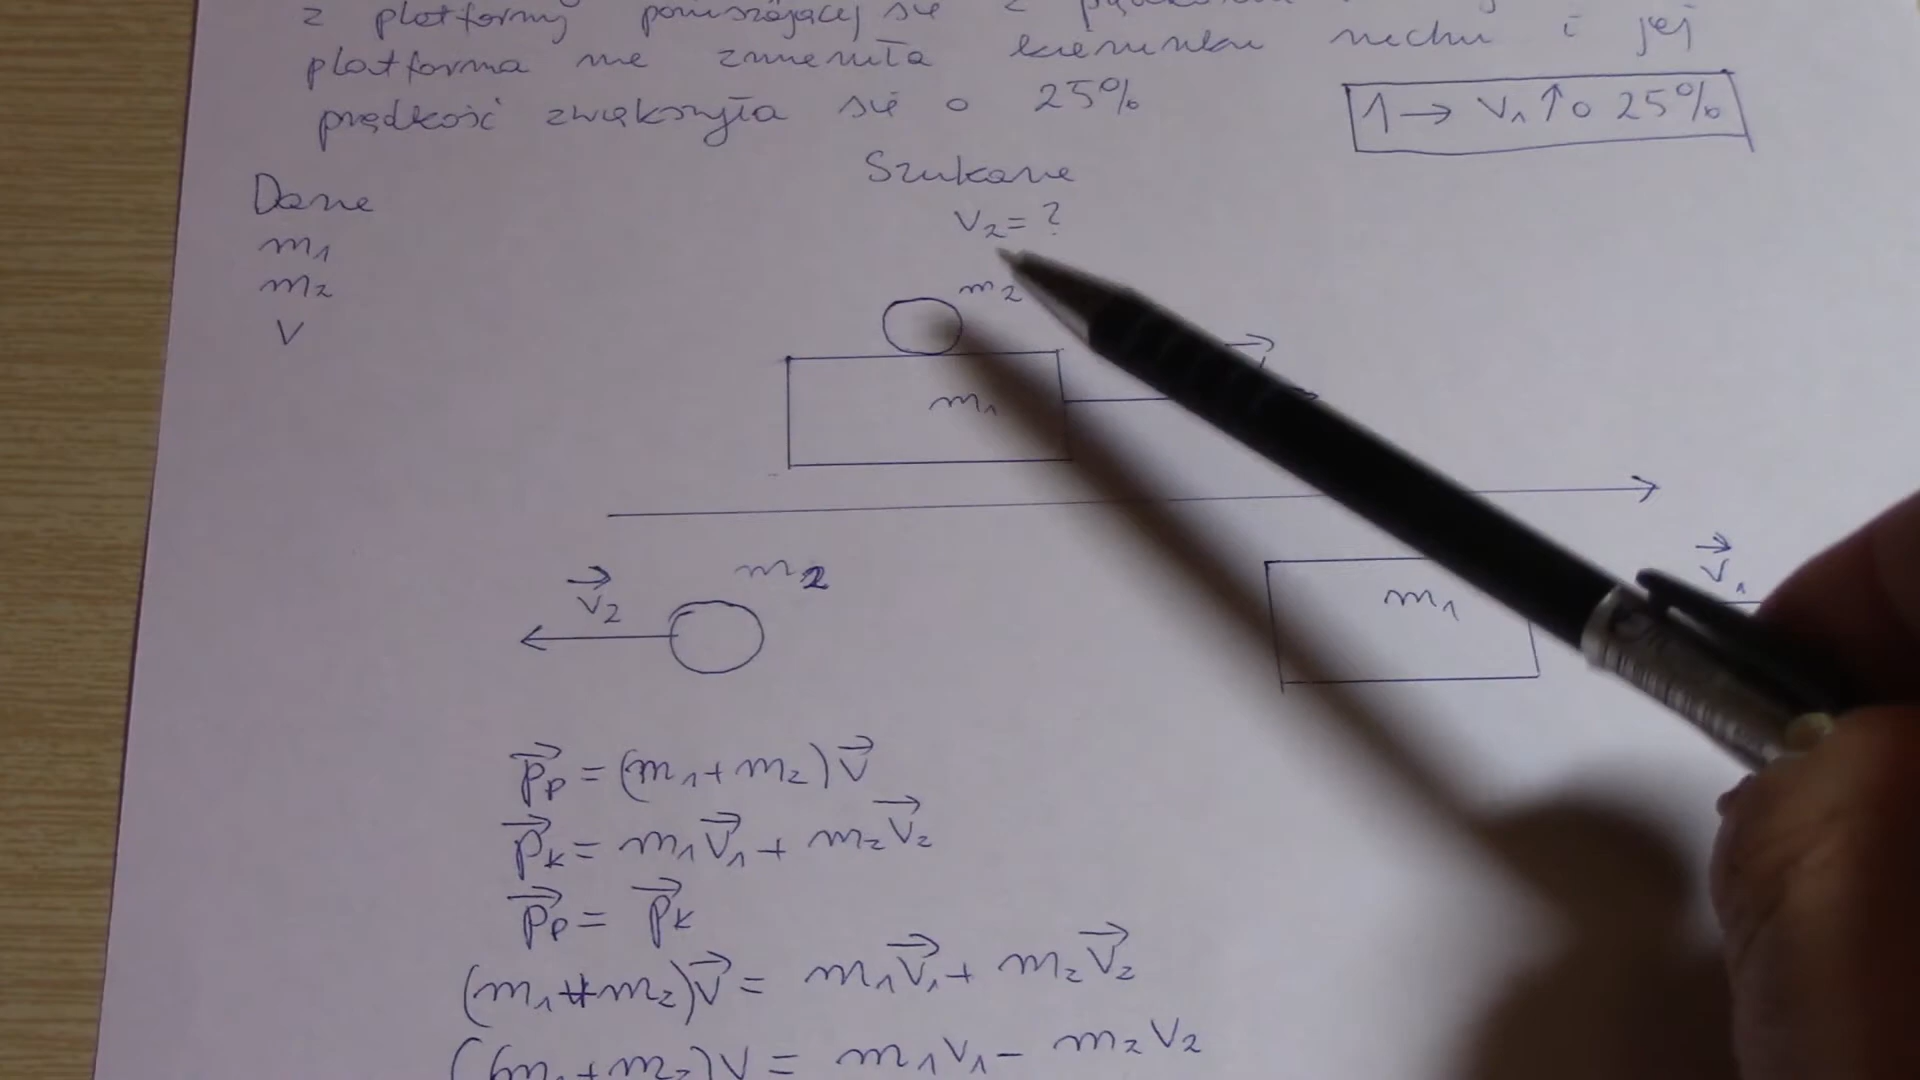 z platformy poruszającej się z
platforma nie zmieniła kierunku ruchu i jej
prędkość zwiększyła się o 25%
1 → v₁ ↑ o 25%
Dane
Szukane
m₁
v₂ = ?
m₂
v
m₂
m₁
v⃗₂
m₂
v⃗₁
m₁
p⃗p = (m₁ + m₂) v⃗
p⃗k = m₁v⃗₁ + m₂v⃗₂
p⃗p = p⃗k
(m₁ + m₂) v⃗ = m₁v⃗₁ + m₂v⃗₂
(m₁ + m₂) v = m₁v₁ - m₂v₂